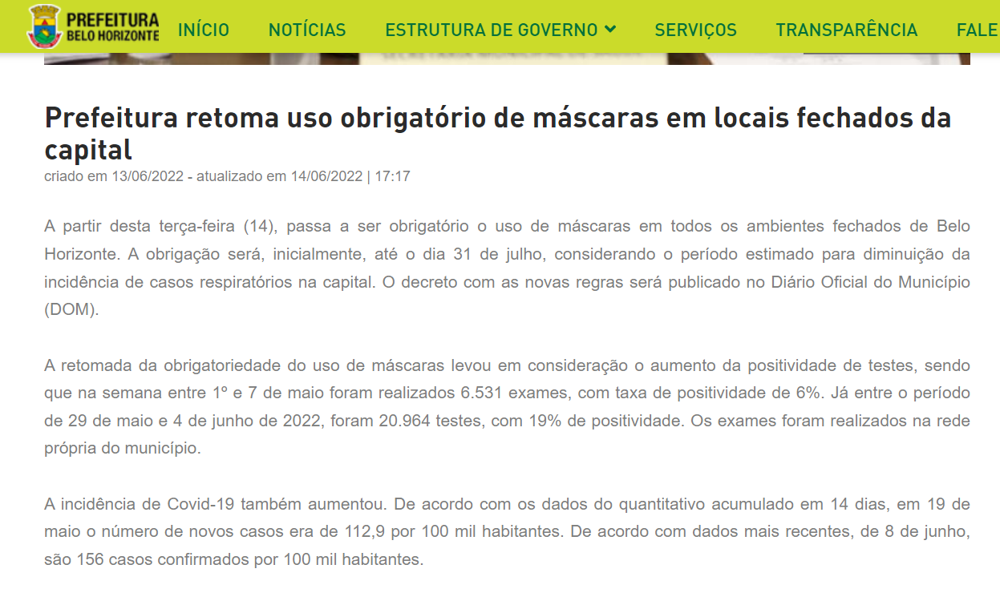 PREFEITURA
BELO HORIZONTE
INÍCIO NOTÍCIAS ESTRUTURA DE GOVERNO SERVIÇOS TRANSPARÊNCIA FALE
Prefeitura retoma uso obrigatório de máscaras em locais fechados da
capital
criado em 13/06/2022 - atualizado em 14/06/2022 | 17:17
A partir desta terça-feira (14), passa a ser obrigatório o uso de máscaras em todos os ambientes fechados de Belo
Horizonte. A obrigação será, inicialmente, até o dia 31 de julho, considerando o período estimado para diminuição da
incidência de casos respiratórios na capital. O decreto com as novas regras será publicado no Diário Oficial do Município
(DOM).
A retomada da obrigatoriedade do uso de máscaras levou em consideração o aumento da positividade de testes, sendo
que na semana entre 1º e 7 de maio foram realizados 6.531 exames, com taxa de positividade de 6%. Já entre o período
de 29 de maio e 4 de junho de 2022, foram 20.964 testes, com 19% de positividade. Os exames foram realizados na rede
própria do município.
A incidência de Covid-19 também aumentou. De acordo com os dados do quantitativo acumulado em 14 dias, em 19 de
maio o número de novos casos era de 112,9 por 100 mil habitantes. De acordo com dados mais recentes, de 8 de junho,
são 156 casos confirmados por 100 mil habitantes.